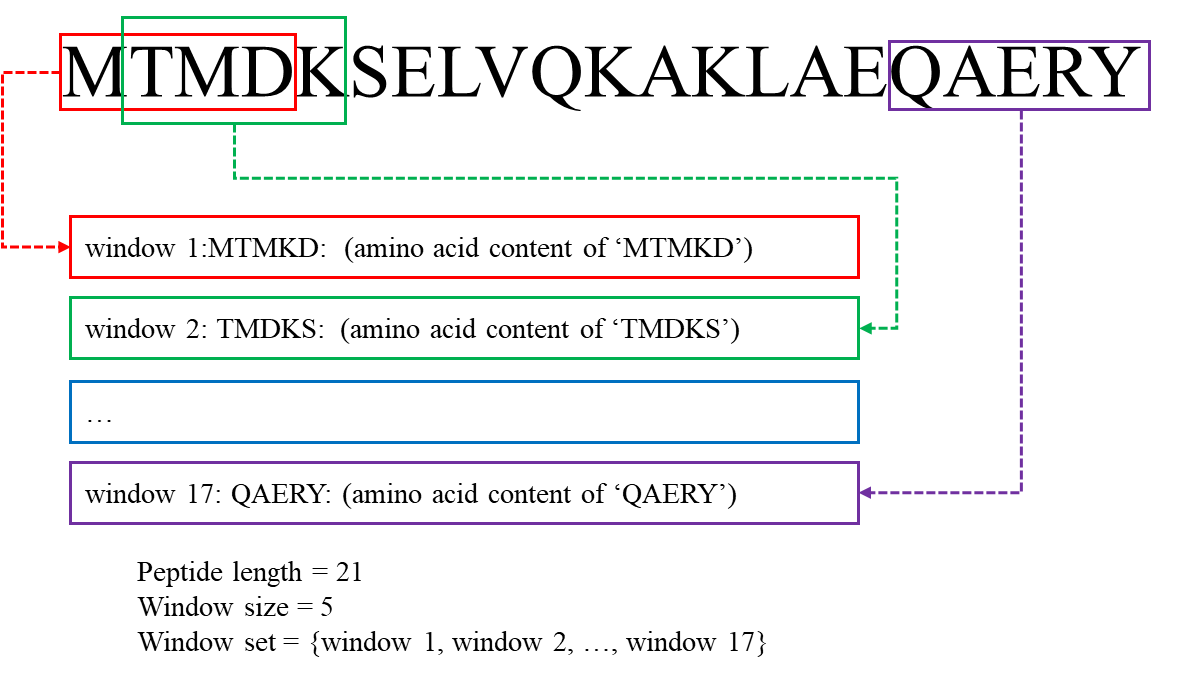 MTMDKSELVQKAKLAEQAERY
window 1:MTMKD: (amino acid content of ‘MTMKD’)
window 2: TMDKS: (amino acid content of ‘TMDKS’)
…
window 17: QAERY: (amino acid content of ‘QAERY’)
Peptide length = 21
Window size = 5
Window set = {window 1, window 2, …, window 17}